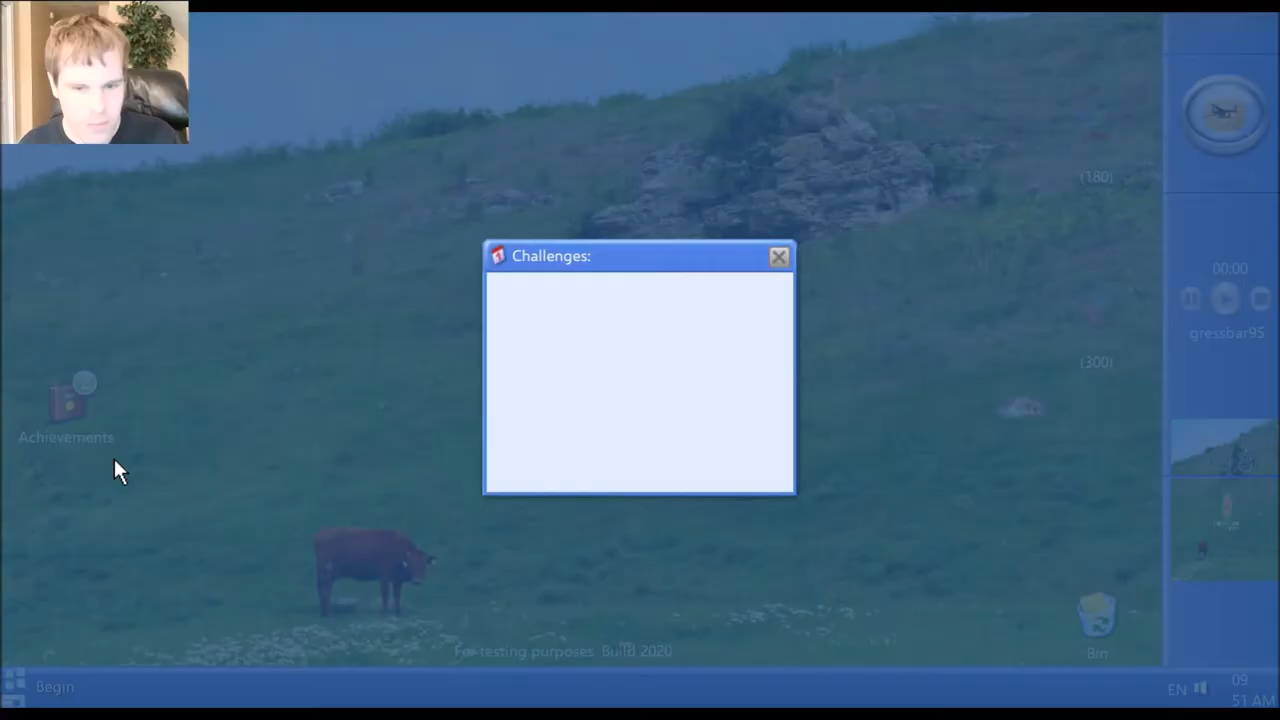 Challenges:
(180)
00:00
gressbar95
(300)
Achievements
For testing purposes. Build 2020
Bin
Begin
EN
09
51 AM